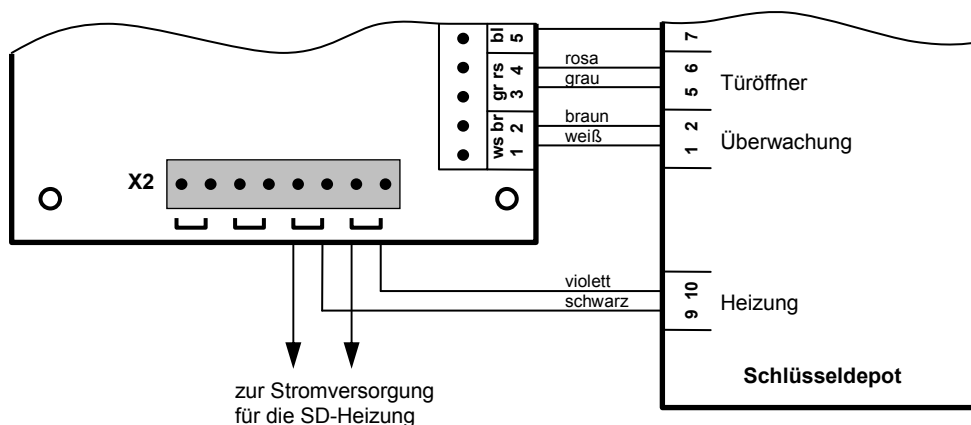 bl 5 7
gr rs 3 4 rosa grau 5 6 Türöffner
ws br 1 2 braun weiß 1 2 Überwachung
X2
violett schwarz 9 10 Heizung
Schlüsseldepot
zur Stromversorgung
für die SD-Heizung